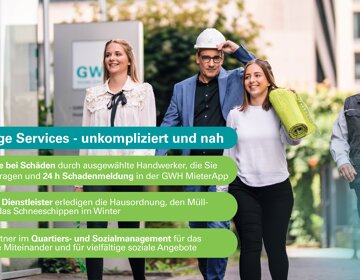 GWH
ge Services - unkompliziert und nah
e bei Schäden durch ausgewählte Handwerker, die Sie
ragen und 24 h Schadenmeldung in der GWH MieterApp
Dienstleister erledigen die Hausordnung, den Müll-
das Schneeschippen im Winter
tner im Quartiers- und Sozialmanagement für das
Miteinander und für vielfältige soziale Angebote